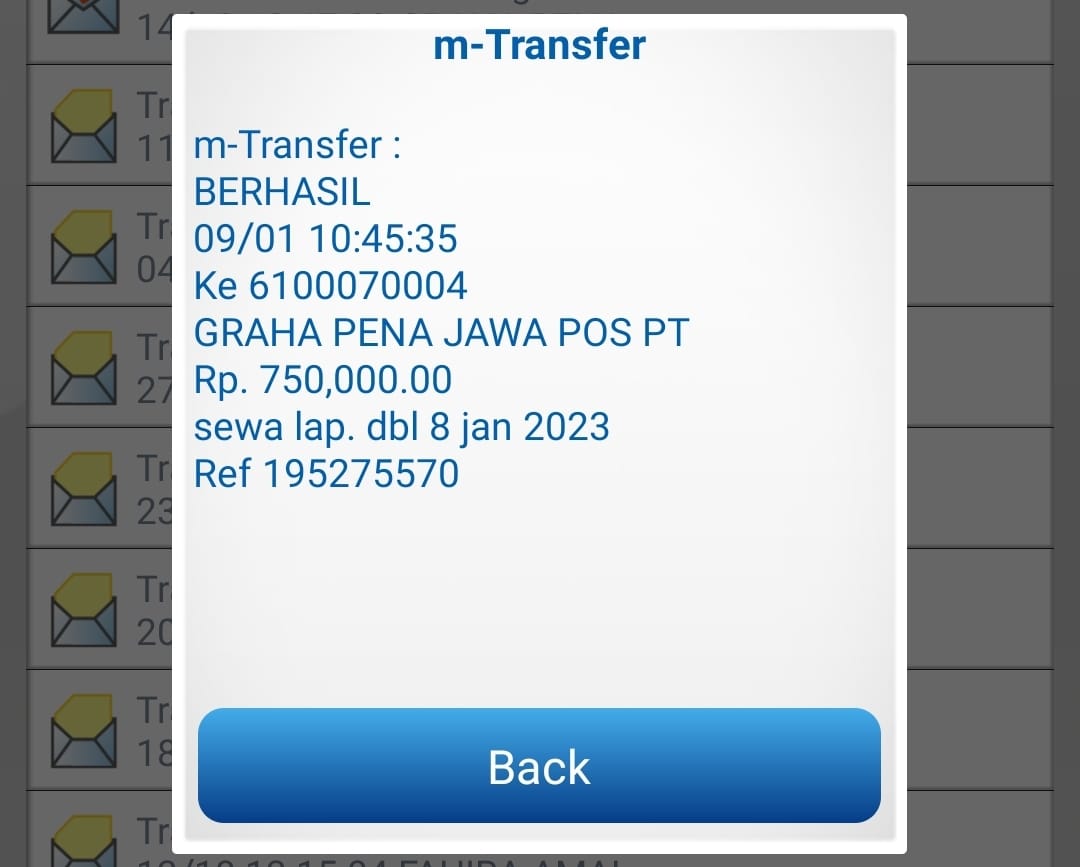 14
m-Transfer
Tr
11
m-Transfer :
BERHASIL
Tr
04
09/01 10:45:35
Ke 6100070004
Tr
27
GRAHA PENA JAWA POS PT
Rp. 750,000.00
sewa lap. dbl 8 jan 2023
Tr
23
Ref 195275570
Tr
20
Tr
18
Back
Tr